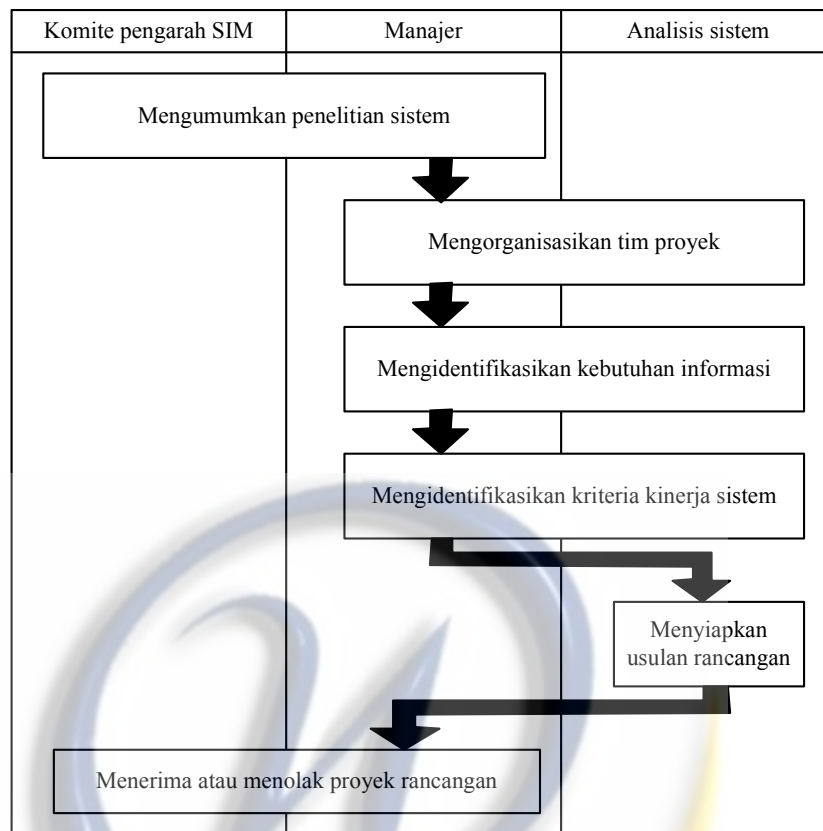 Komite pengarah SIM
Manajer
Analisis sistem
Mengumumkan penelitian sistem
Mengorganisasikan tim proyek
Mengidentifikasikan kebutuhan informasi
Mengidentifikasikan kriteria kinerja sistem
Menyiapkan
usulan rancangan
Menerima atau menolak proyek rancangan